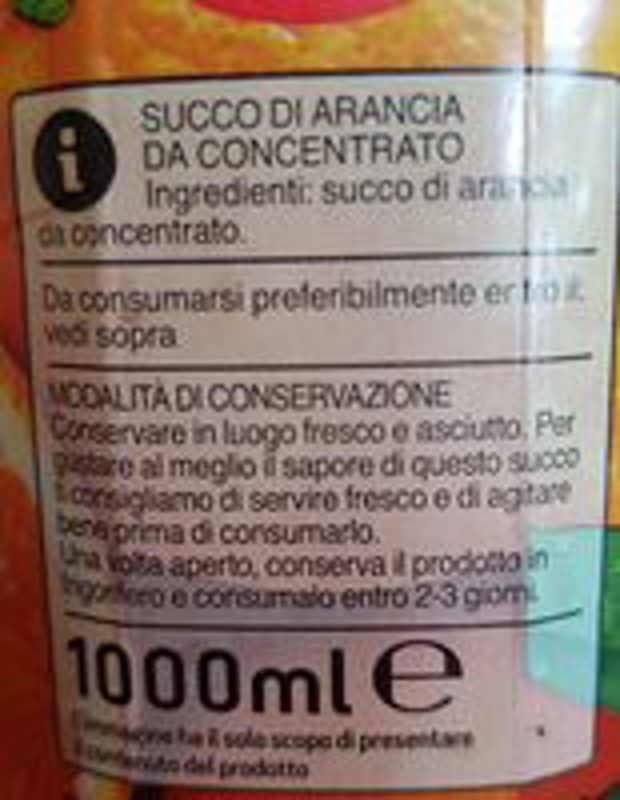 i
SUCCO DI ARANCIA
DA CONCENTRATO
Ingredienti: succo di arancia
da concentrato.
Da consumarsi preferibilmente entro il:
vedi sopra
MODALITÀ DI CONSERVAZIONE
Conservare in luogo fresco e asciutto. Per
gustare al meglio il sapore di questo succo
ti consigliamo di servire fresco e di agitare
bene prima di consumarlo.
Una volta aperto, conserva il prodotto in
frigorifero e consumalo entro 2-3 giorni.
1000ml e
L'immagine ha il solo scopo di presentare
il contenuto del prodotto